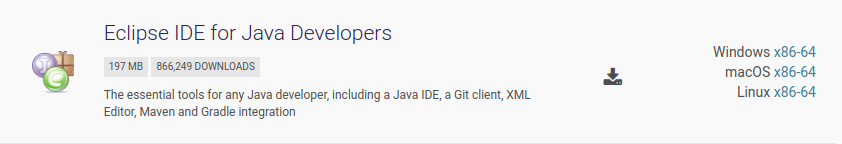 Eclipse IDE for Java Developers
197 MB 866,249 DOWNLOADS
The essential tools for any Java developer, including a Java IDE, a Git client, XML
Editor, Maven and Gradle integration
Windows x86-64
macOS x86-64
Linux x86-64